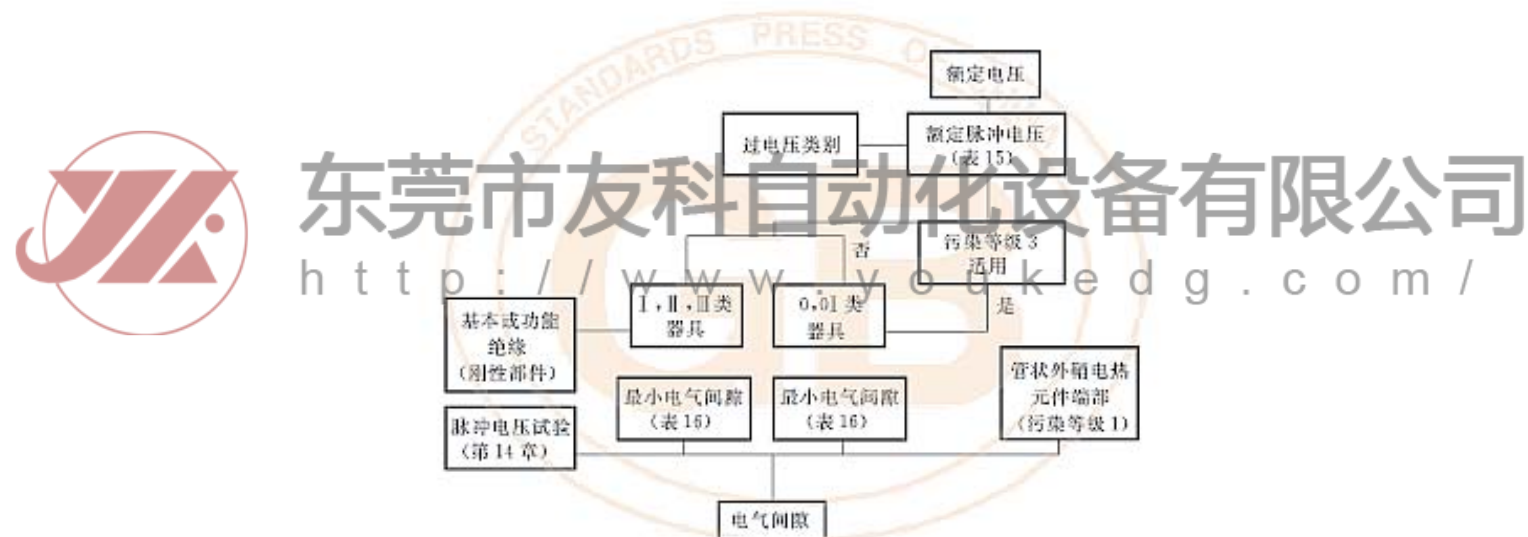 STANDARDS PRESS O
额定电压
过电压类别
额定脉冲电压
(表15)
东莞市友科自动化设备有限公司
污染等级3
适用
否
http://www.youkedg.com/
是
Ⅰ,Ⅱ,Ⅲ类
器具
0,0Ⅰ类
器具
基本或功能
绝缘
(刚性部件)
管状外鞘电热
元件端部
(污染等级1)
最小电气间隙
(表16)
最小电气间隙
(表16)
脉冲电压试验
(第14章)
电气间隙